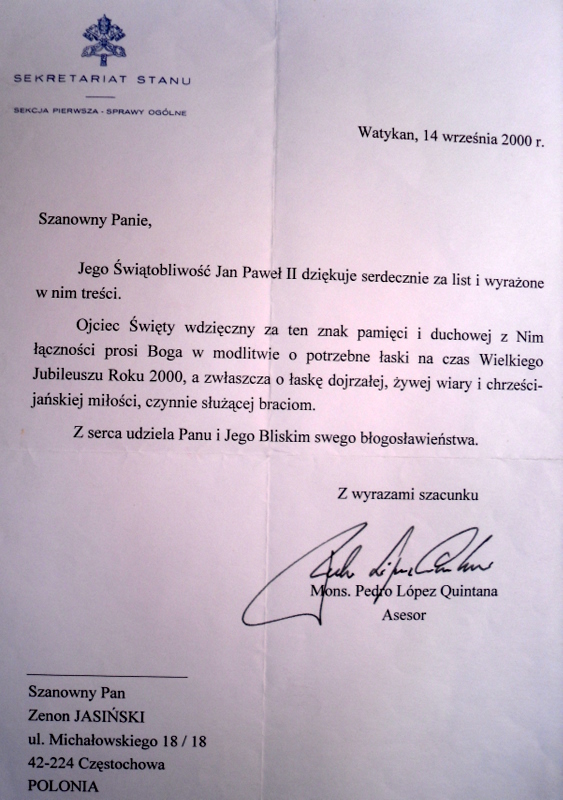 SEKRETARIAT STANU
SEKCJA PIERWSZA - SPRAWY OGÓLNE
Watykan, 14 września 2000 r.
Szanowny Panie,
Jego Świątobliwość Jan Paweł II dziękuje serdecznie za list i wyrażone
w nim treści.
Ojciec Święty wdzięczny za ten znak pamięci i duchowej z Nim
łączności prosi Boga w modlitwie o potrzebne łaski na czas Wielkiego
Jubileuszu Roku 2000, a zwłaszcza o łaskę dojrzałej, żywej wiary i chrześci-
jańskiej miłości, czynnie służącej braciom.
Z serca udziela Panu i Jego Bliskim swego błogosławieństwa.
Z wyrazami szacunku
Mons. Pedro López Quintana
Asesor
Szanowny Pan
Zenon JASIŃSKI
ul. Michałowskiego 18 / 18
42-224 Częstochowa
POLONIA